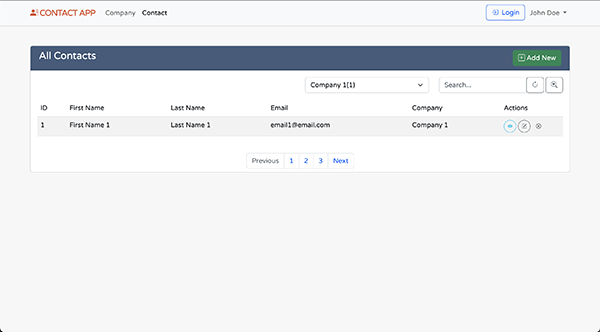 CONTACT APP Company Contact Login John Doe
All Contacts Add New
Company 1(1) Search...
ID First Name Last Name Email Company Actions
1 First Name 1 Last Name 1 email1@email.com Company 1
Previous 1 2 3 Next